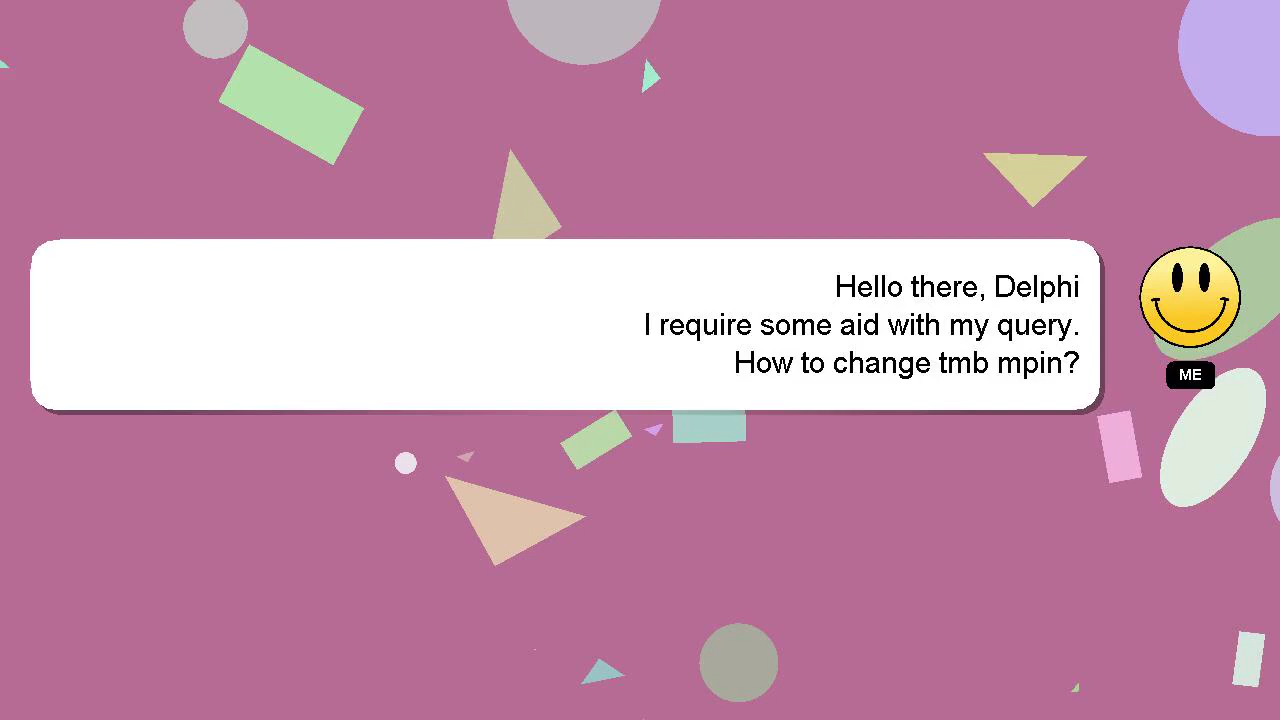 Hello there, Delphi
I require some aid with my query.
How to change tmb mpin?
ME